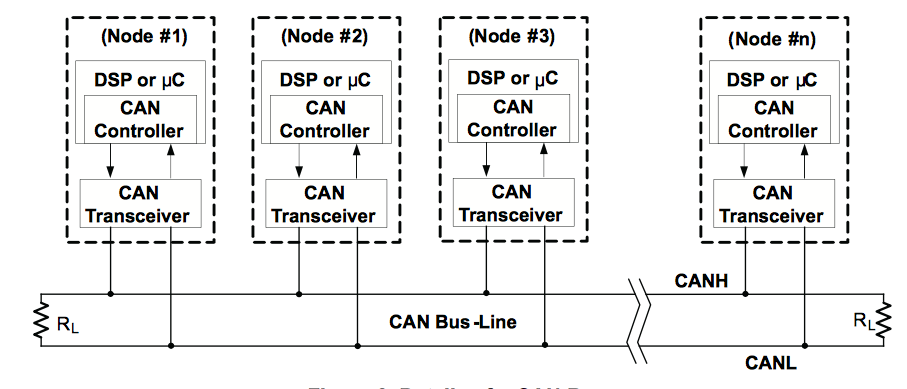 (Node #1)
DSP or µC
CAN
Controller
CAN
Transceiver
(Node #2)
DSP or µC
CAN
Controller
CAN
Transceiver
(Node #3)
DSP or µC
CAN
Controller
CAN
Transceiver
(Node #n)
DSP or µC
CAN
Controller
CAN
Transceiver
CANH
RL
CAN Bus-Line
RL
CANL